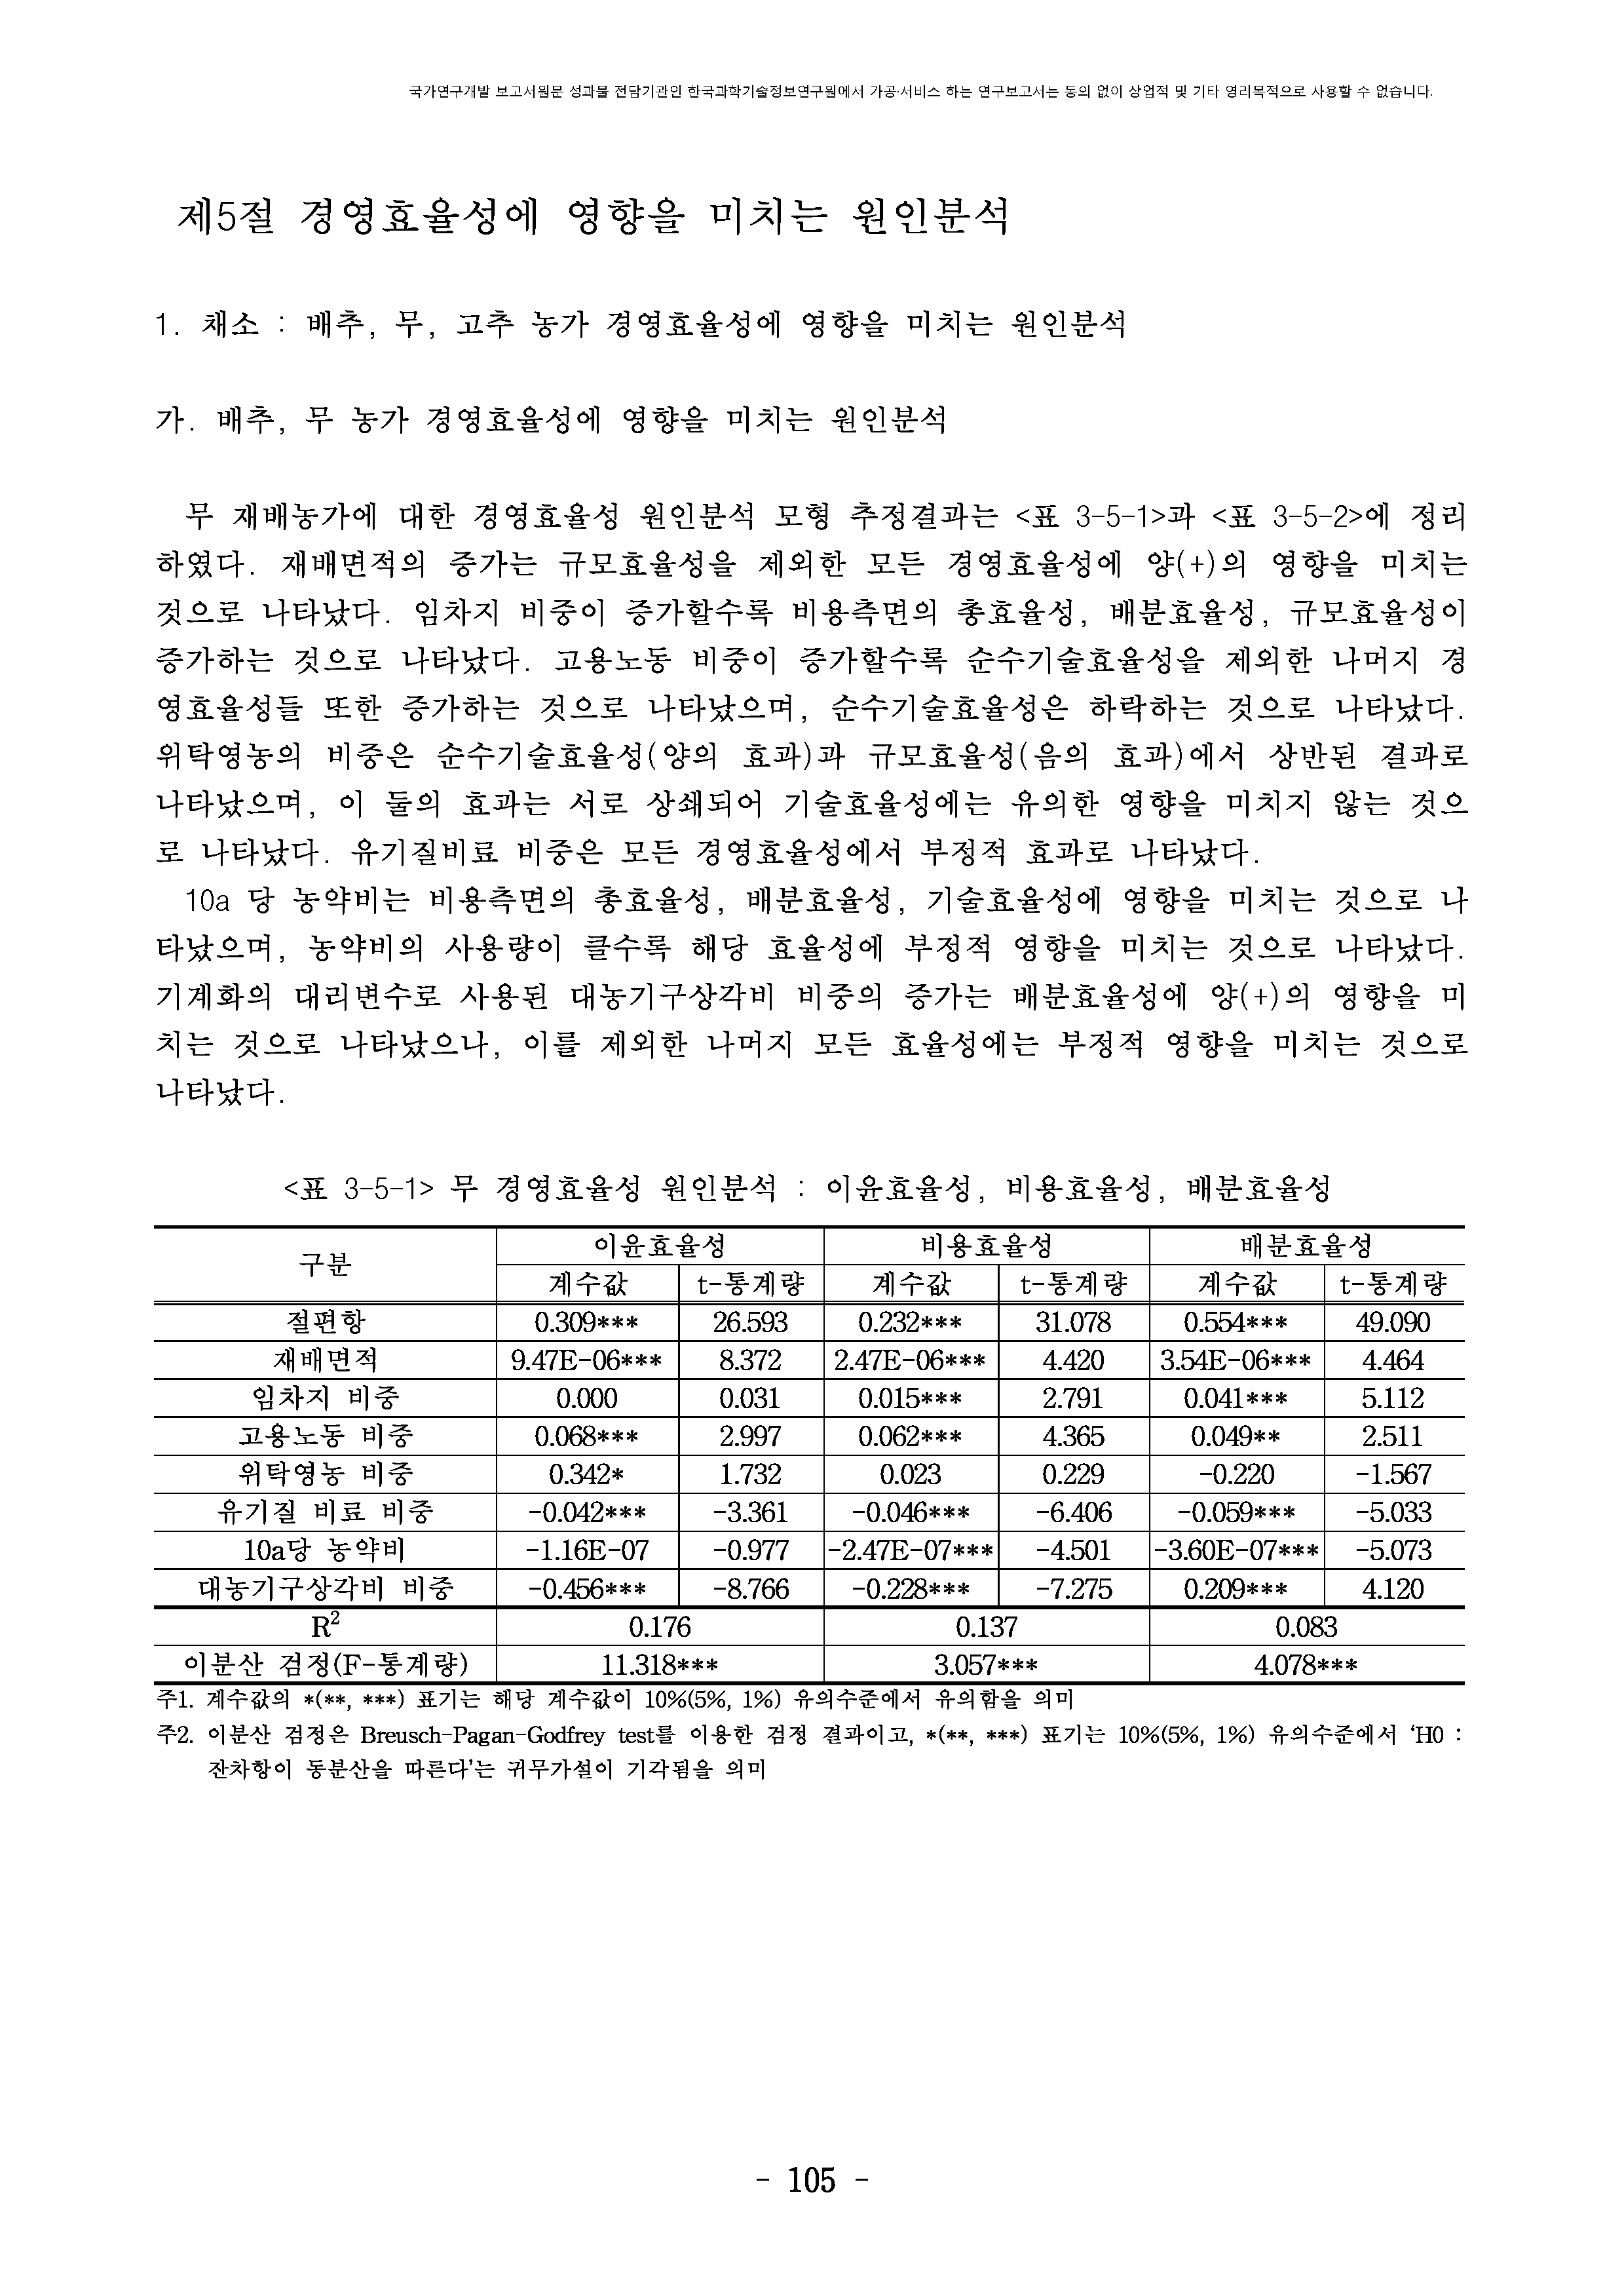 국가연구개발 보고서원문 성과물 전담기관인 한국과학기술정보연구원에서 가공·서비스 하는 연구보고서는 동의 없이 상업적 및 기타 영리목적으로 사용할 수 없습니다.
제5절 경영효율성에 영향을 미치는 원인분석
1. 채소 : 배추, 무, 고추 농가 경영효율성에 영향을 미치는 원인분석
가. 배추, 무 농가 경영효율성에 영향을 미치는 원인분석
무 재배농가에 대한 경영효율성 원인분석 모형 추정결과는 <표 3-5-1>과 <표 3-5-2>에 정리
하였다. 재배면적의 증가는 규모효율성을 제외한 모든 경영효율성에 양(+)의 영향을 미치는
것으로 나타났다. 임차지 비중이 증가할수록 비용측면의 총효율성, 배분효율성, 규모효율성이
증가하는 것으로 나타났다. 고용노동 비중이 증가할수록 순수기술효율성을 제외한 나머지 경
영효율성들 또한 증가하는 것으로 나타났으며, 순수기술효율성은 하락하는 것으로 나타났다.
위탁영농의 비중은 순수기술효율성(양의 효과)과 규모효율성(음의 효과)에서 상반된 결과로
나타났으며, 이 둘의 효과는 서로 상쇄되어 기술효율성에는 유의한 영향을 미치지 않는 것으
로 나타났다. 유기질비료 비중은 모든 경영효율성에서 부정적 효과로 나타났다.
10a 당 농약비는 비용측면의 총효율성, 배분효율성, 기술효율성에 영향을 미치는 것으로 나
타났으며, 농약비의 사용량이 클수록 해당 효율성에 부정적 영향을 미치는 것으로 나타났다.
기계화의 대리변수로 사용된 대농기구상각비 비중의 증가는 배분효율성에 양(+)의 영향을 미
치는 것으로 나타났으나, 이를 제외한 나머지 모든 효율성에는 부정적 영향을 미치는 것으로
나타났다.
<표 3-5-1> 무 경영효율성 원인분석 : 이윤효율성, 비용효율성, 배분효율성
구분 이윤효율성 비용효율성 배분효율성
계수값 t-통계량 계수값 t-통계량 계수값 t-통계량
절편항 0.309*** 26.593 0.232*** 31.078 0.554*** 49.090
재배면적 9.47E-06*** 8.372 2.47E-06*** 4.420 3.54E-06*** 4.464
임차지 비중 0.000 0.031 0.015*** 2.791 0.041*** 5.112
고용노동 비중 0.068*** 2.997 0.062*** 4.365 0.049** 2.511
위탁영농 비중 0.342* 1.732 0.023 0.229 -0.220 -1.567
유기질 비료 비중 -0.042*** -3.361 -0.046*** -6.406 -0.059*** -5.033
10a당 농약비 -1.16E-07 -0.977 -2.47E-07*** -4.501 -3.60E-07*** -5.073
대농기구상각비 비중 -0.456*** -8.766 -0.228*** -7.275 0.209*** 4.120
R² 0.176 0.137 0.083
이분산 검정(F-통계량) 11.318*** 3.057*** 4.078***
주1. 계수값의 *(**, ***) 표기는 해당 계수값이 10%(5%, 1%) 유의수준에서 유의함을 의미
주2. 이분산 검정은 Breusch-Pagan-Godfrey test를 이용한 검정 결과이고, *(**, ***) 표기는 10%(5%, 1%) 유의수준에서 'H0 :
잔차항이 동분산을 따른다'는 귀무가설이 기각됨을 의미
- 105 -